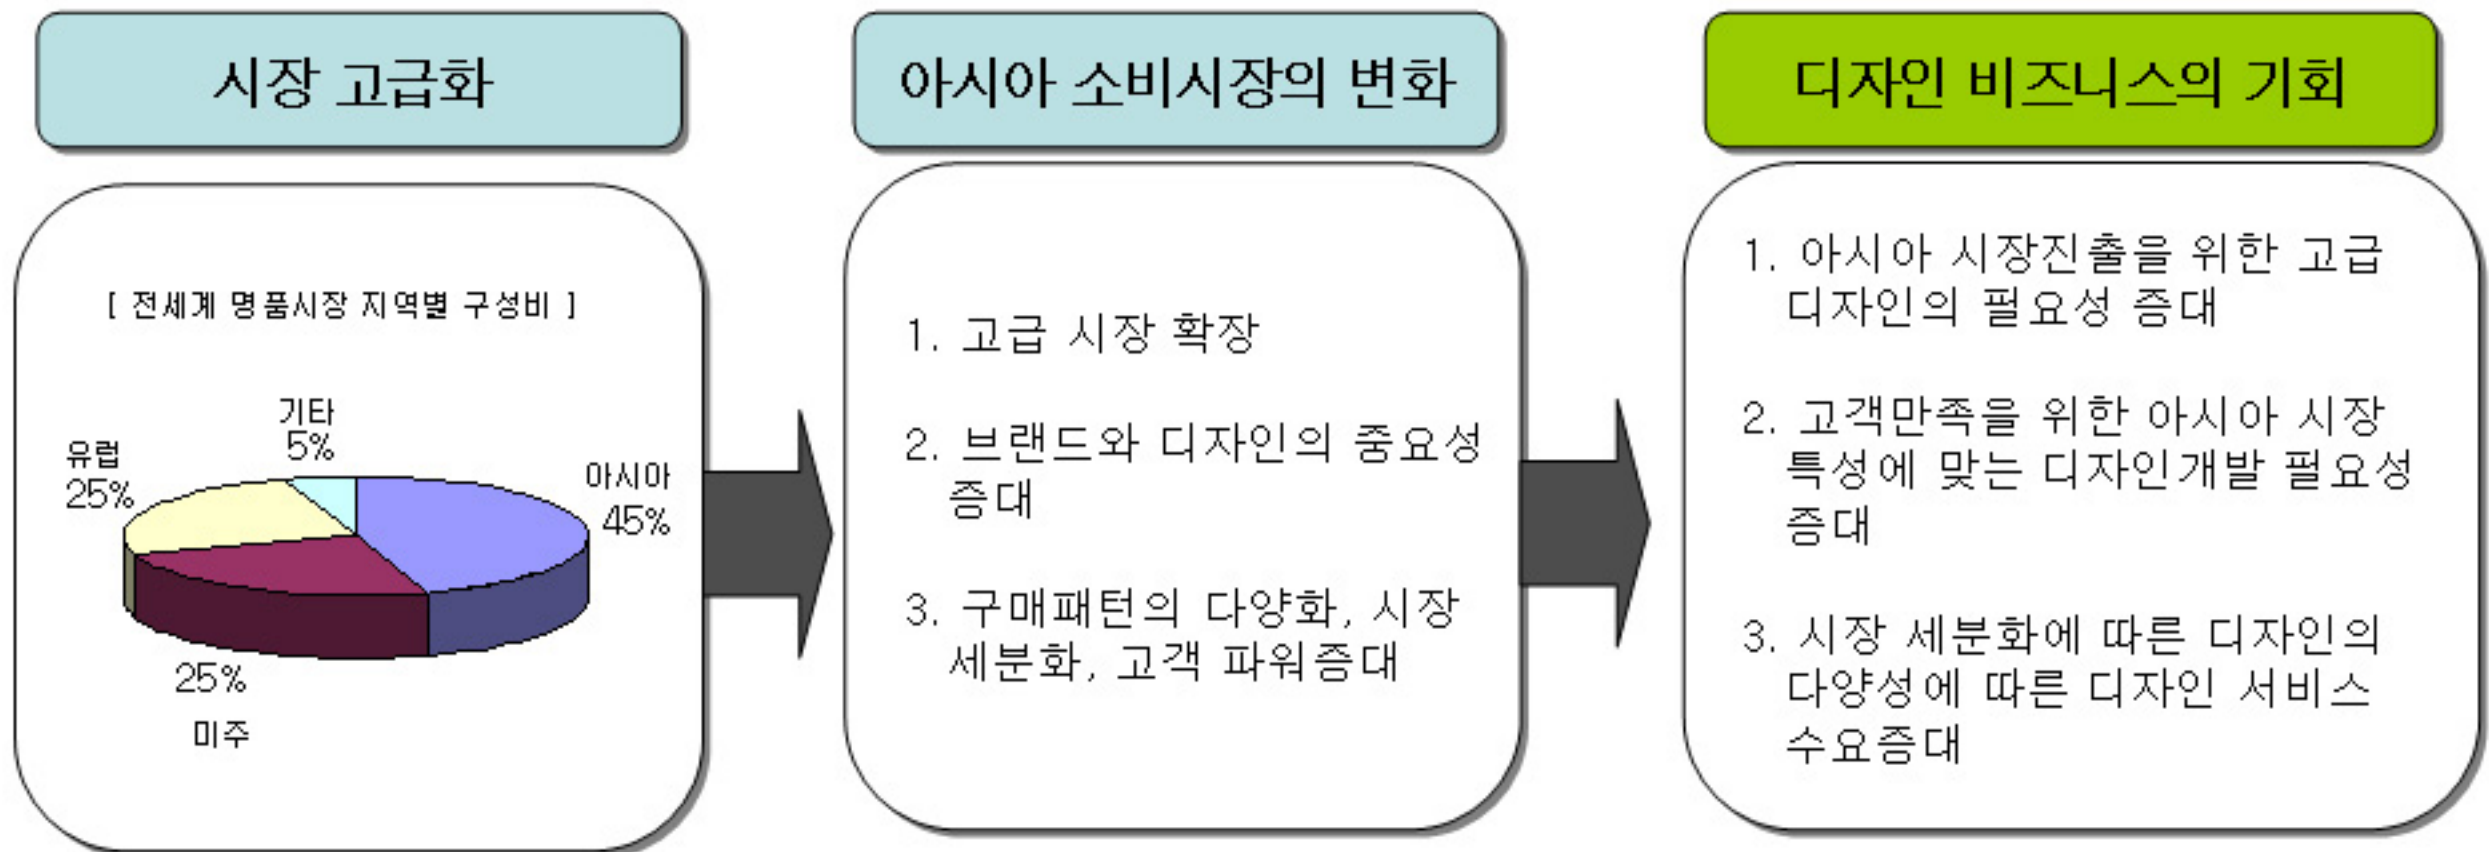 시장 고급화
[ 전세계 명품시장 지역별 구성비 ]
기타
5%
유럽
25%
아시아
45%
25%
미주
아시아 소비시장의 변화
1. 고급 시장 확장
2. 브랜드와 디자인의 중요성
증대
3. 구매패턴의 다양화, 시장
세분화, 고객 파워증대
디자인 비즈니스의 기회
1. 아시아 시장진출을 위한 고급
디자인의 필요성 증대
2. 고객만족을 위한 아시아 시장
특성에 맞는 디자인개발 필요성
증대
3. 시장 세분화에 따른 디자인의
다양성에 따른 디자인 서비스
수요증대